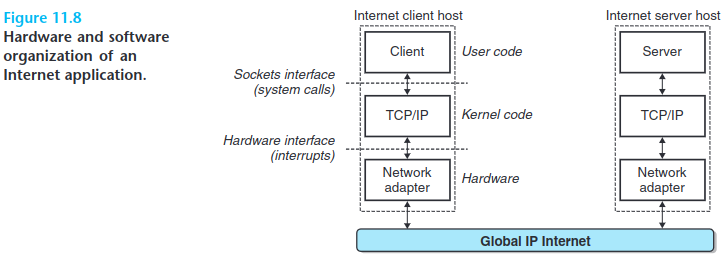 Figure 11.8
Hardware and software
organization of an
Internet application.
Internet client host
Internet server host
Client
User code
Server
Sockets interface
(system calls)
TCP/IP
Kernel code
TCP/IP
Hardware interface
(interrupts)
Network
adapter
Hardware
Network
adapter
Global IP Internet